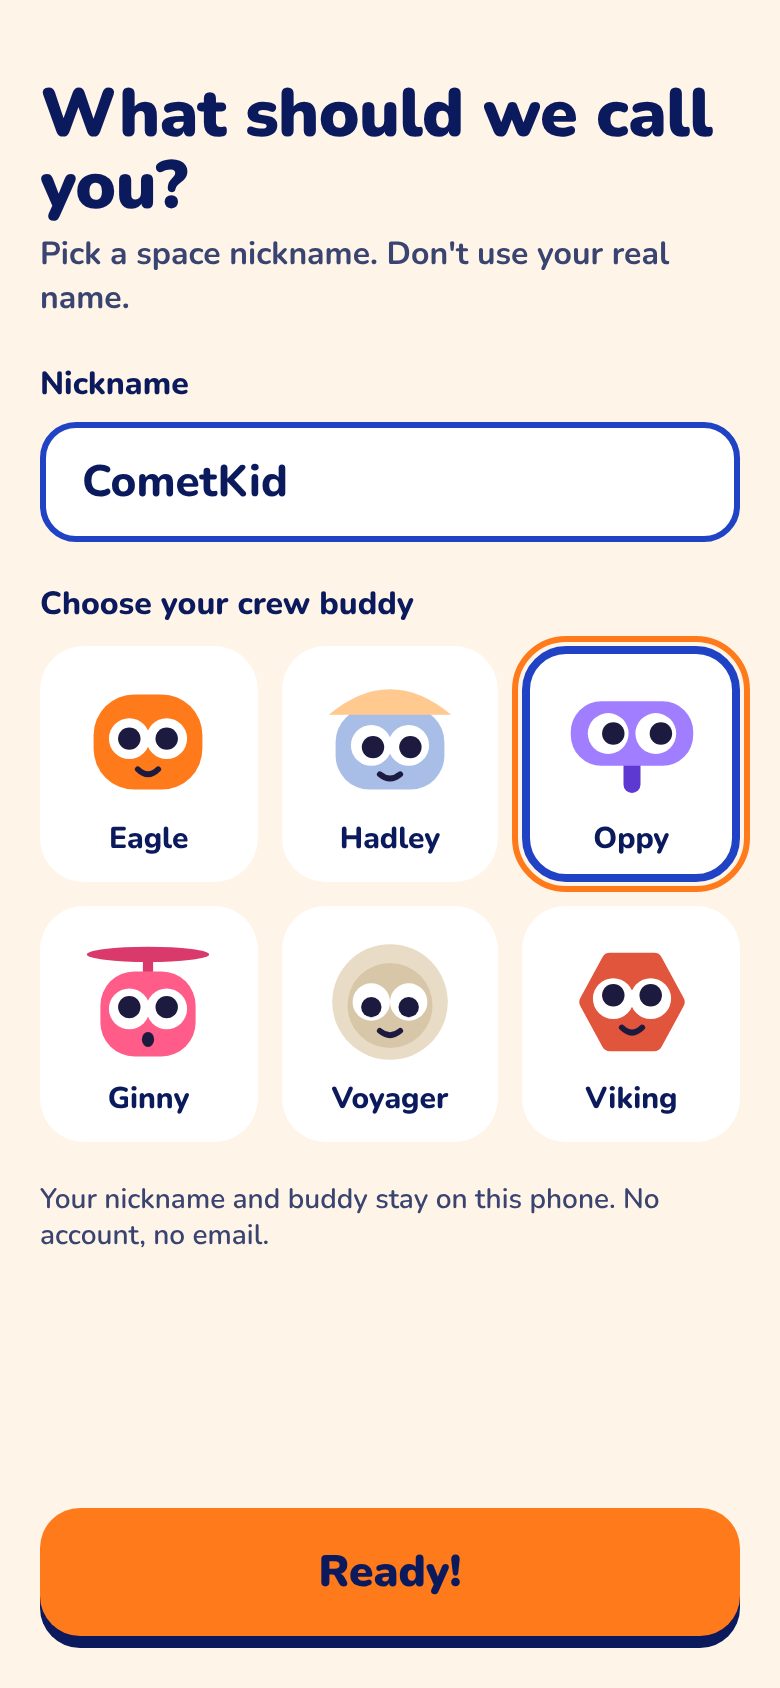 What should we call
you?
Pick a space nickname. Don't use your real
name.
Nickname
CometKid
Choose your crew buddy
Eagle
Hadley
Oppy
Ginny
Voyager
Viking
Your nickname and buddy stay on this phone. No
account, no email.
Ready!